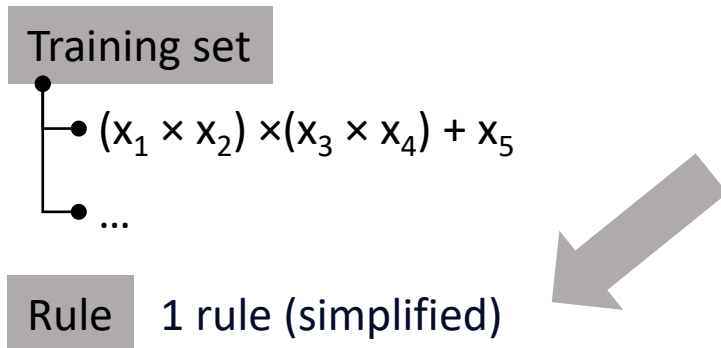 Training set
(x₁ × x₂) ×(x₃ × x₄) + x₅
...
Rule 1 rule (simplified)